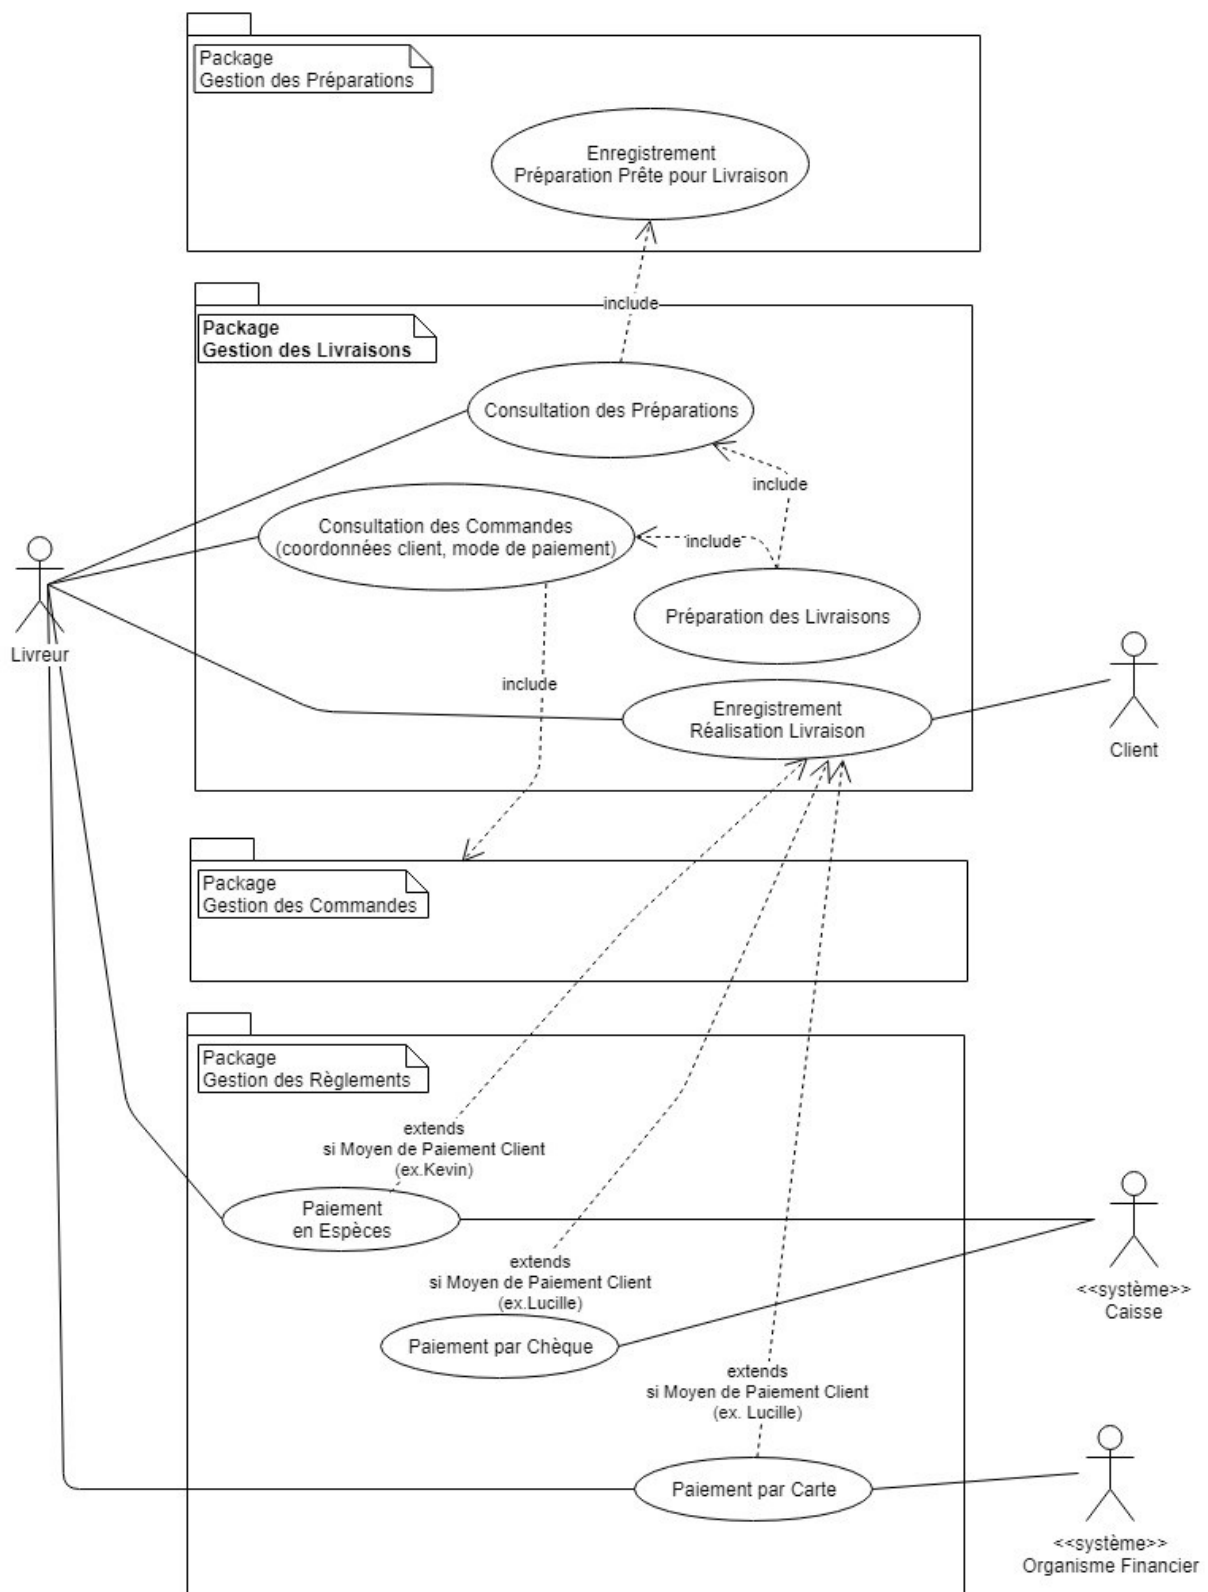 Package
Gestion des Préparations
Enregistrement
Préparation Prête pour Livraison
include
Package
Gestion des Livraisons
Consultation des Préparations
include
Consultation des Commandes
(coordonnées client, mode de paiement)
include
Préparation des Livraisons
Livreur
include
Enregistrement
Réalisation Livraison
Client
Package
Gestion des Commandes
Package
Gestion des Règlements
extends
si Moyen de Paiement Client
(ex.Kevin)
Paiement
en Espèces
extends
si Moyen de Paiement Client
(ex.Lucille)
<<système>>
Caisse
Paiement par Chèque
extends
si Moyen de Paiement Client
(ex. Lucille)
Paiement par Carte
<<système>>
Organisme Financier